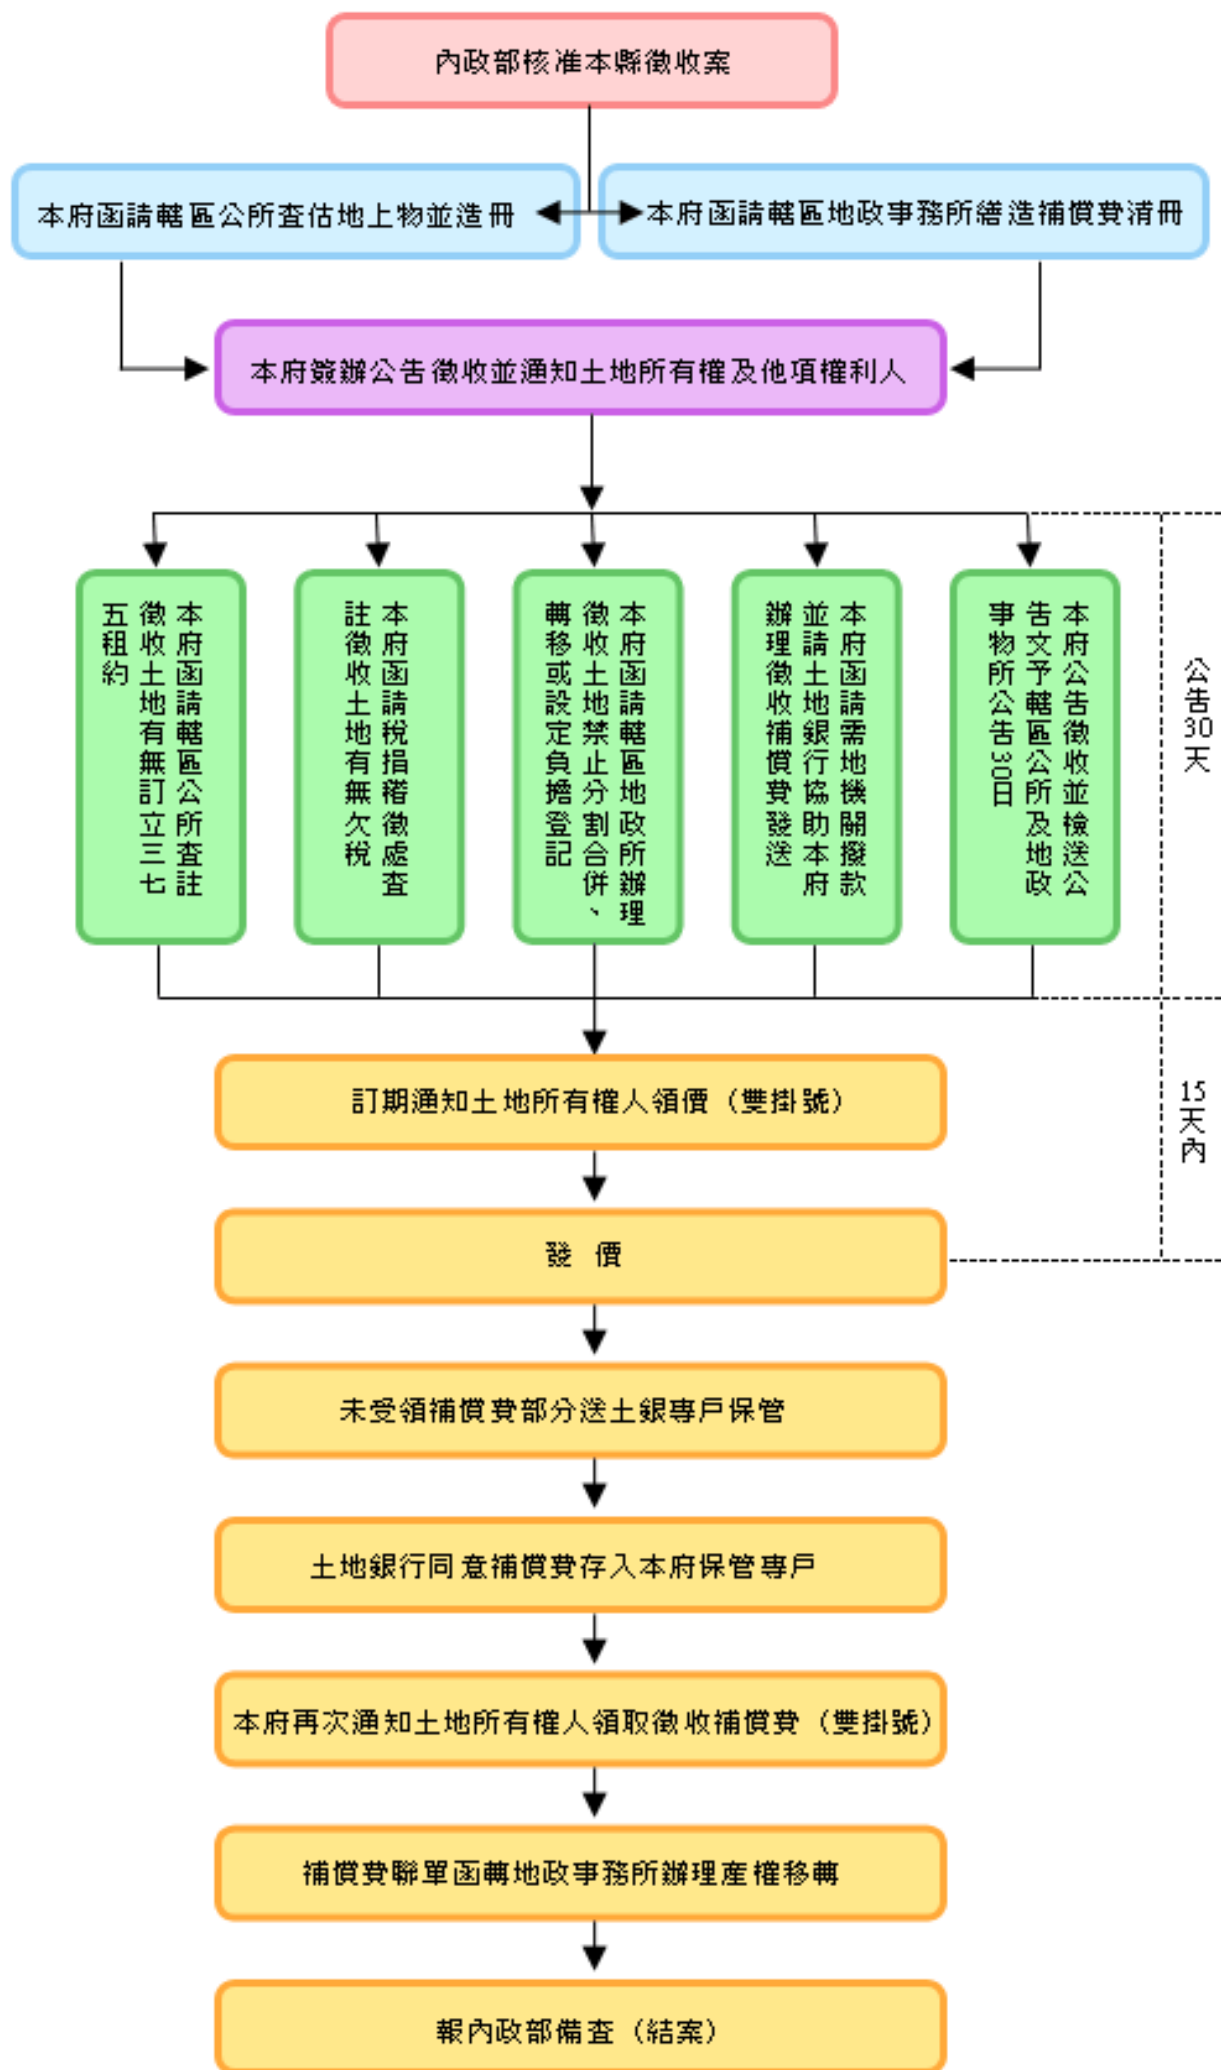 內政部核准本縣徵收案
本府函請轄區公所查估地上物並造冊
本府函請轄區地政事務所繕造補償費清冊
本府簽辦公告徵收並通知土地所有權及他項權利人
本府函請轄區公所查註
徵收土地有無訂立三七
五租約
本府函請稅捐稽徵處查
註徵收土地有無欠稅
本府函請轄區地政所辦理
徵收土地禁止分割合併、
轉移或設定負擔登記
本府函請需地機關撥款
並請土地銀行協助本府
辦理徵收補償費發送
本府公告徵收並檢送公
告文予轄區公所及地政
事物所公告30日
公告30天
訂期通知土地所有權人領價（雙掛號）
15天內
發 價
未受領補償費部分送土銀專戶保管
土地銀行同意補償費存入本府保管專戶
本府再次通知土地所有權人領取徵收補償費（雙掛號）
補償費聯單函轉地政事務所辦理產權移轉
報內政部備查（結案）